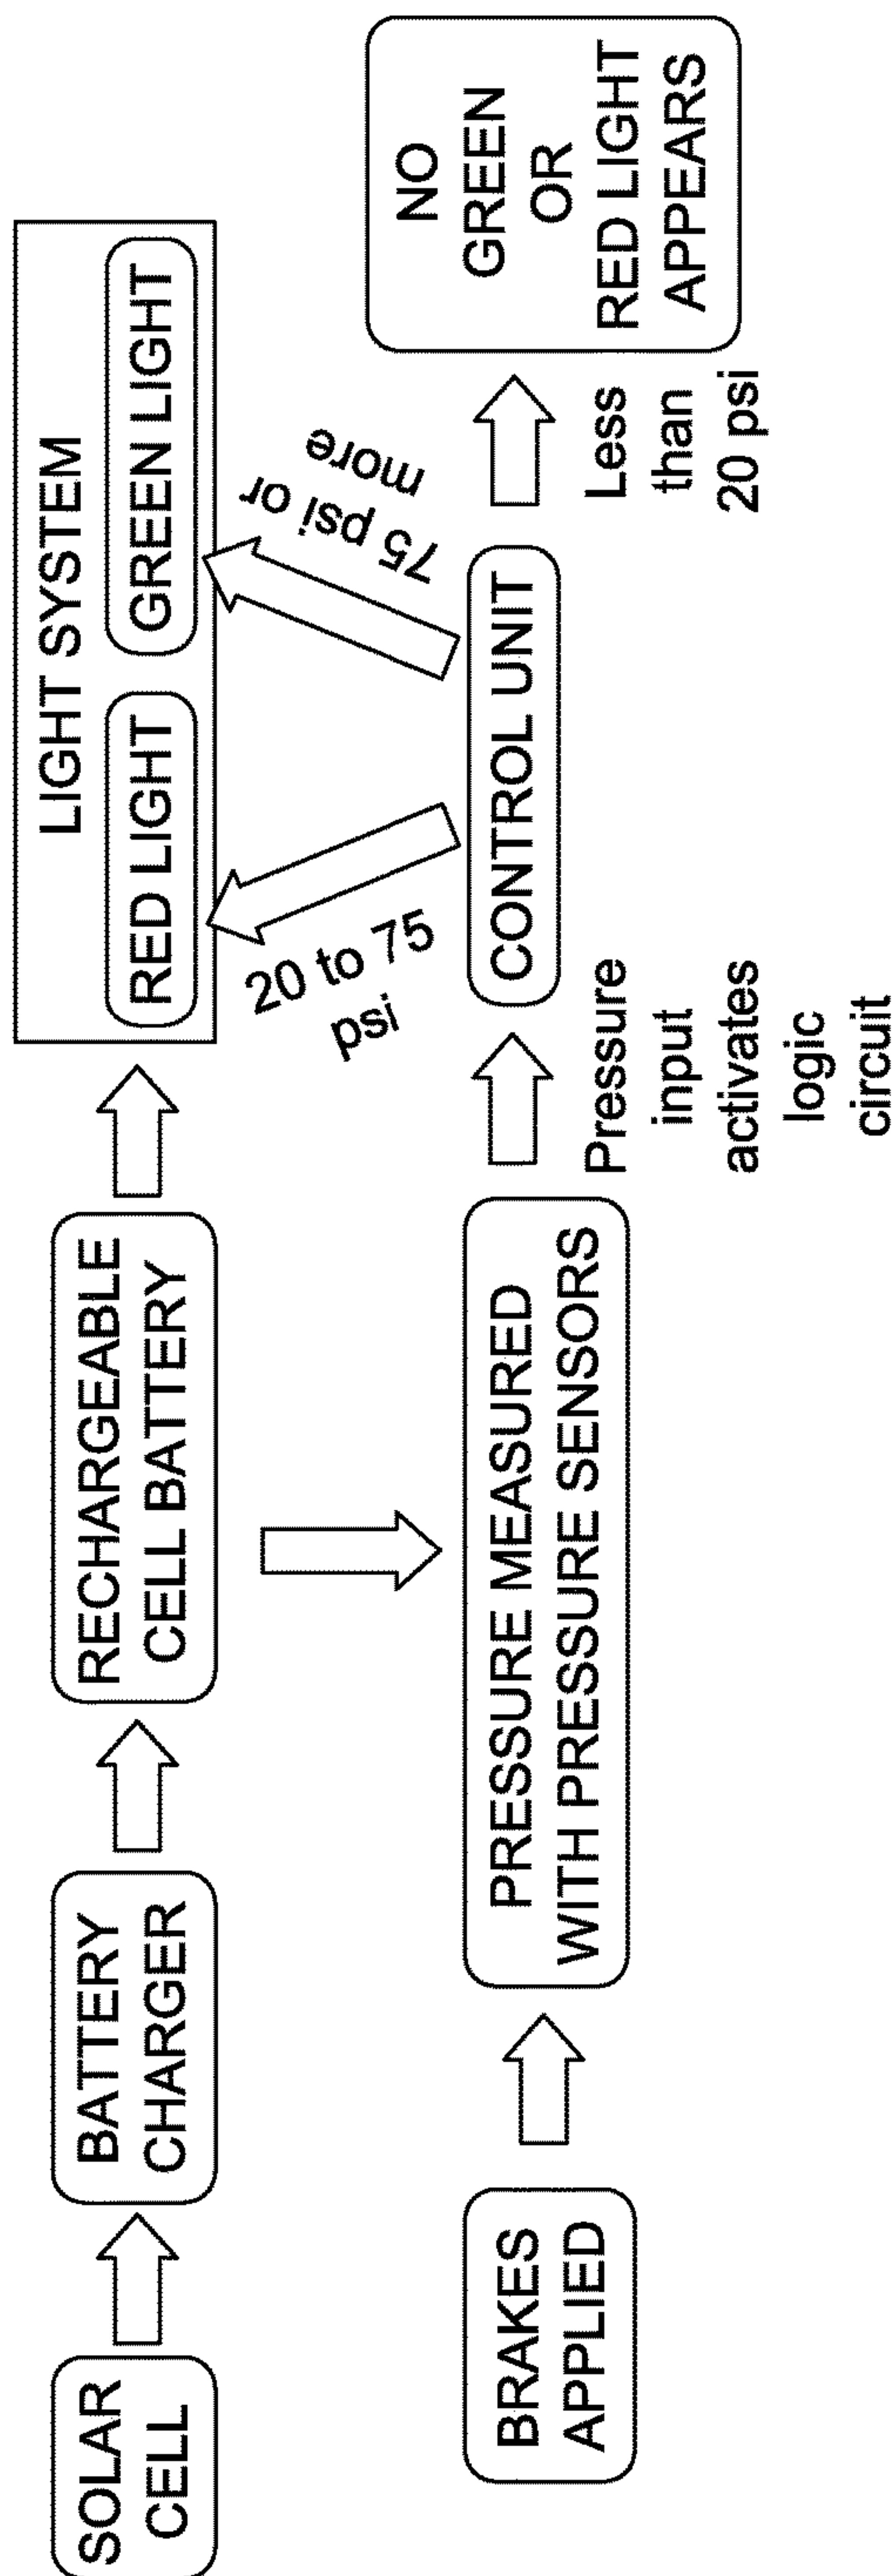 SOLAR
CELL
BATTERY
CHARGER
RECHARGEABLE
CELL BATTERY
LIGHT SYSTEM
RED LIGHT
GREEN LIGHT
20 to 75
psi
75 psi or
more
BRAKES
APPLIED
PRESSURE MEASURED
WITH PRESSURE SENSORS
Pressure
input
activates
logic
circuit
CONTROL UNIT
Less
than
20 psi
NO
GREEN
OR
RED LIGHT
APPEARS